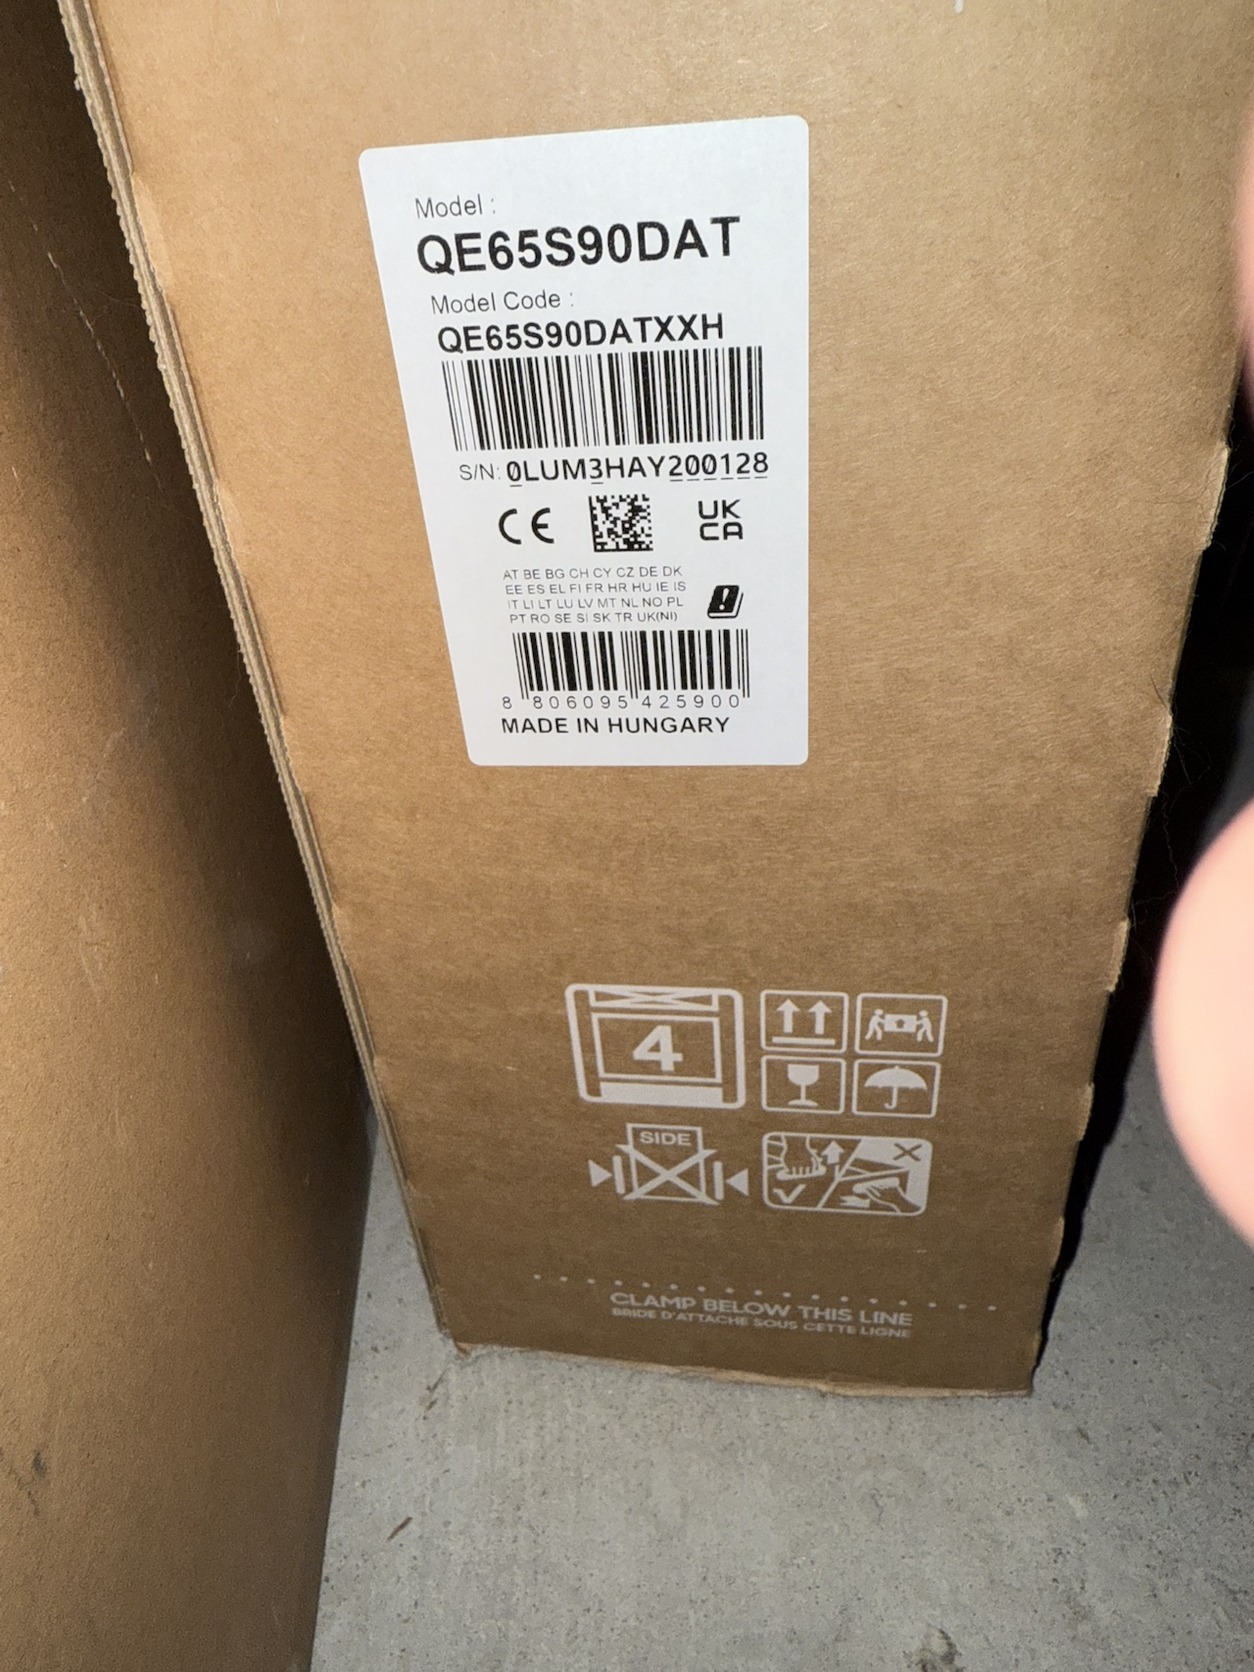 Model :
QE65S90DAT
Model Code :
QE65S90DATXXH
S/N: 0LUM3HAY200128
CE
UK
CA
AT BE BG CH CY CZ DE DK
EE ES EL FI FR HR HU IE IS
IT LI LT LU LV MT NL NO PL
PT RO SE SI SK TR UK(NI)
8 806095 425900
MADE IN HUNGARY
4
SIDE
CLAMP BELOW THIS LINE
BRIDE D'ATTACHE SOUS CETTE LIGNE